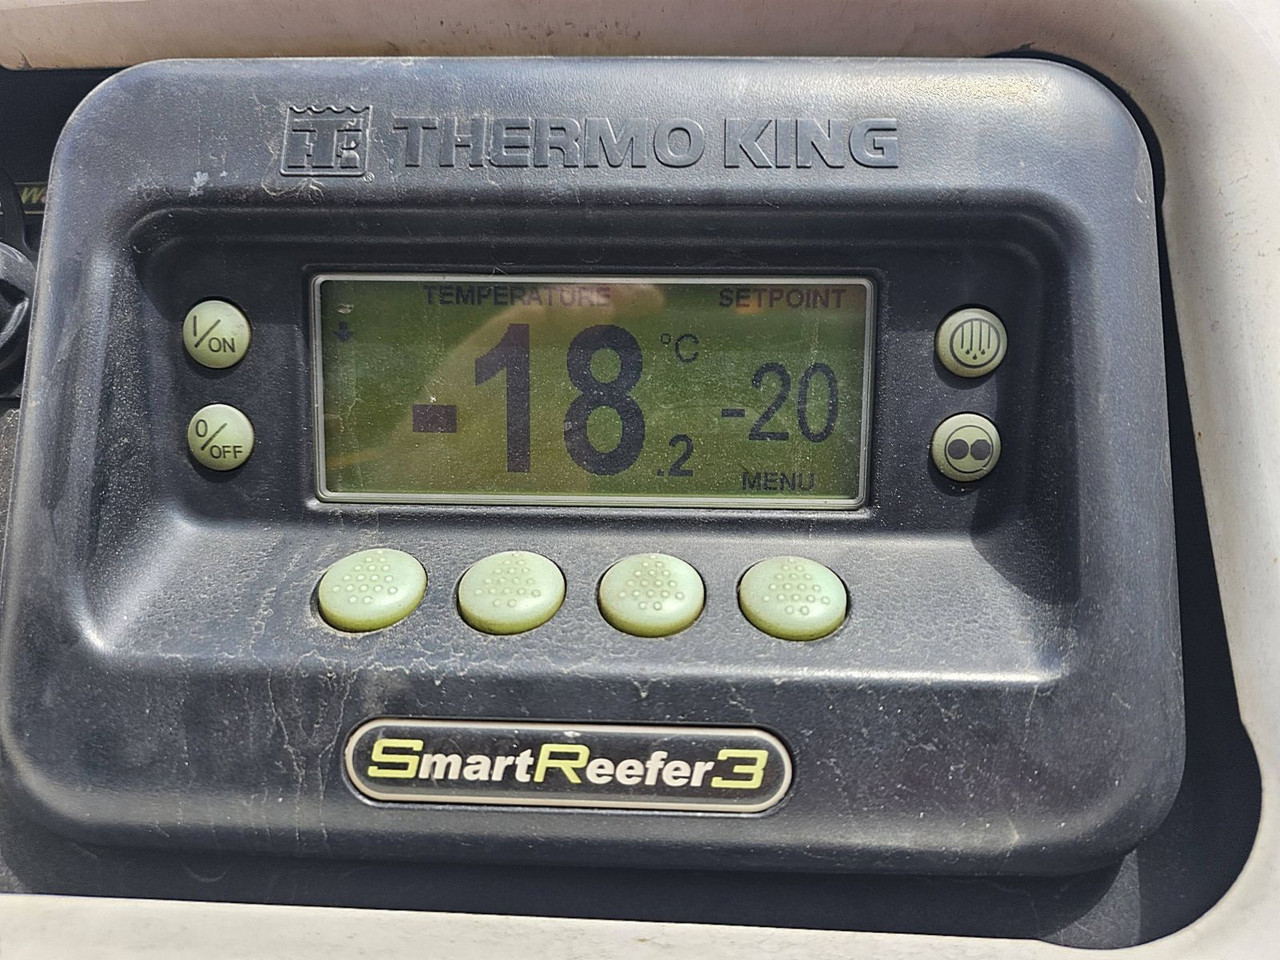 THERMO KING
TEMPERATURE SETPOINT
I/ON
-18.2 °C -20
O/OFF
MENU
SmartReefer3